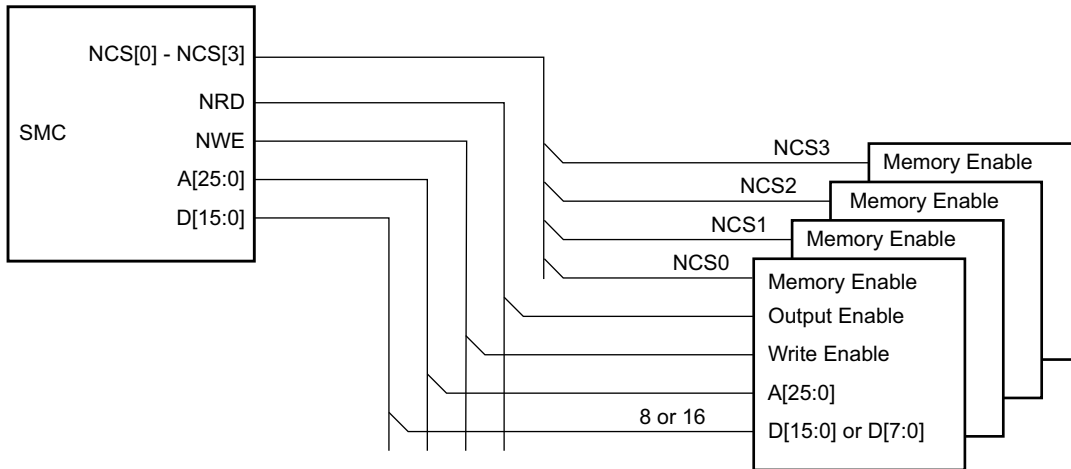 NCS[0] - NCS[3]
NRD
SMC
NWE
A[25:0]
D[15:0]
NCS3
Memory Enable
NCS2
Memory Enable
NCS1
Memory Enable
NCS0
Memory Enable
Output Enable
Write Enable
A[25:0]
8 or 16
D[15:0] or D[7:0]